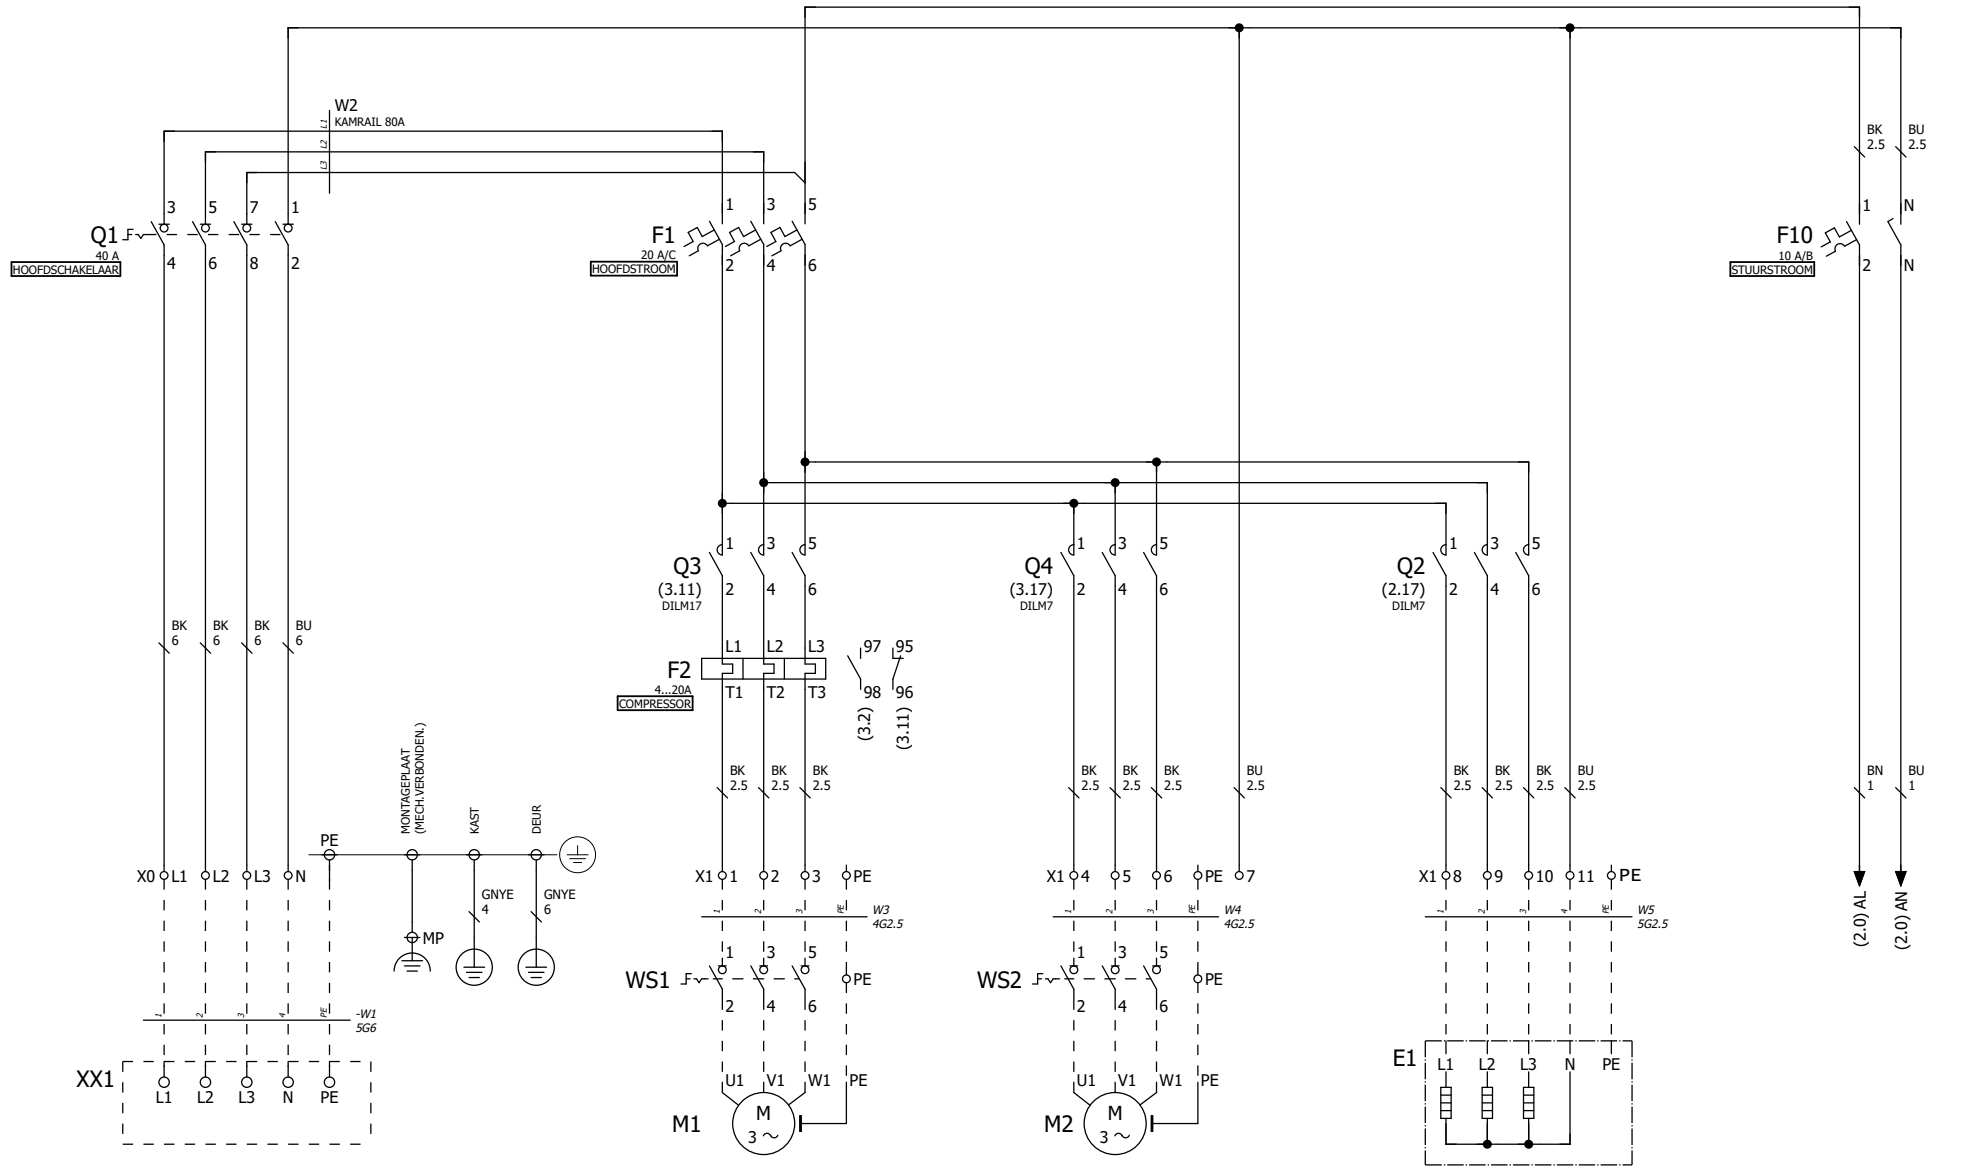 W2
KAMRAIL 80A
L1
L2
L3
BK
2.5
BU
2.5
3 5 7 1
Q1
40 A
HOOFDSCHAKELAAR
4 6 8 2
1 3 5
F1
20 A/C
HOOFDSTROOM
2 4 6
1 N
F10
10 A/B
STUURSTROOM
2 N
1 3 5
Q3
(3.11)
DILM17
2 4 6
1 3 5
Q4
(3.17)
DILM7
2 4 6
1 3 5
Q2
(2.17)
DILM7
2 4 6
BK
6
BK
6
BK
6
BU
6
L1 L2 L3
F2
4...20A
COMPRESSOR
T1 T2 T3
97 95
98 96
(3.2)
(3.11)
BK
2.5
BK
2.5
BK
2.5
BK
2.5
BK
2.5
BK
2.5
BU
2.5
BK
2.5
BK
2.5
BK
2.5
BU
2.5
BN
1
BU
1
MONTAGEPLAAT
(MECH.VERBONDEN.)
KAST
DEUR
PE
X0 L1 L2 L3 N
GNYE
4
GNYE
6
MP
X1 1 2 3 PE
X1 4 5 6 PE 7
X1 8 9 10 11 PE
1 2 3 PE
W3
4G2.5
1 2 3 PE
W4
4G2.5
1 2 3 4 PE
W5
5G2.5
(2.0) AL
(2.0) AN
1 3 5
WS1
PE
2 4 6
1 3 5
WS2
PE
2 4 6
1 2 3 4 PE
-W1
5G6
XX1
L1 L2 L3 N PE
U1 V1 W1 PE
M1
M
3 ~
U1 V1 W1 PE
M2
M
3 ~
E1
L1 L2 L3 N PE